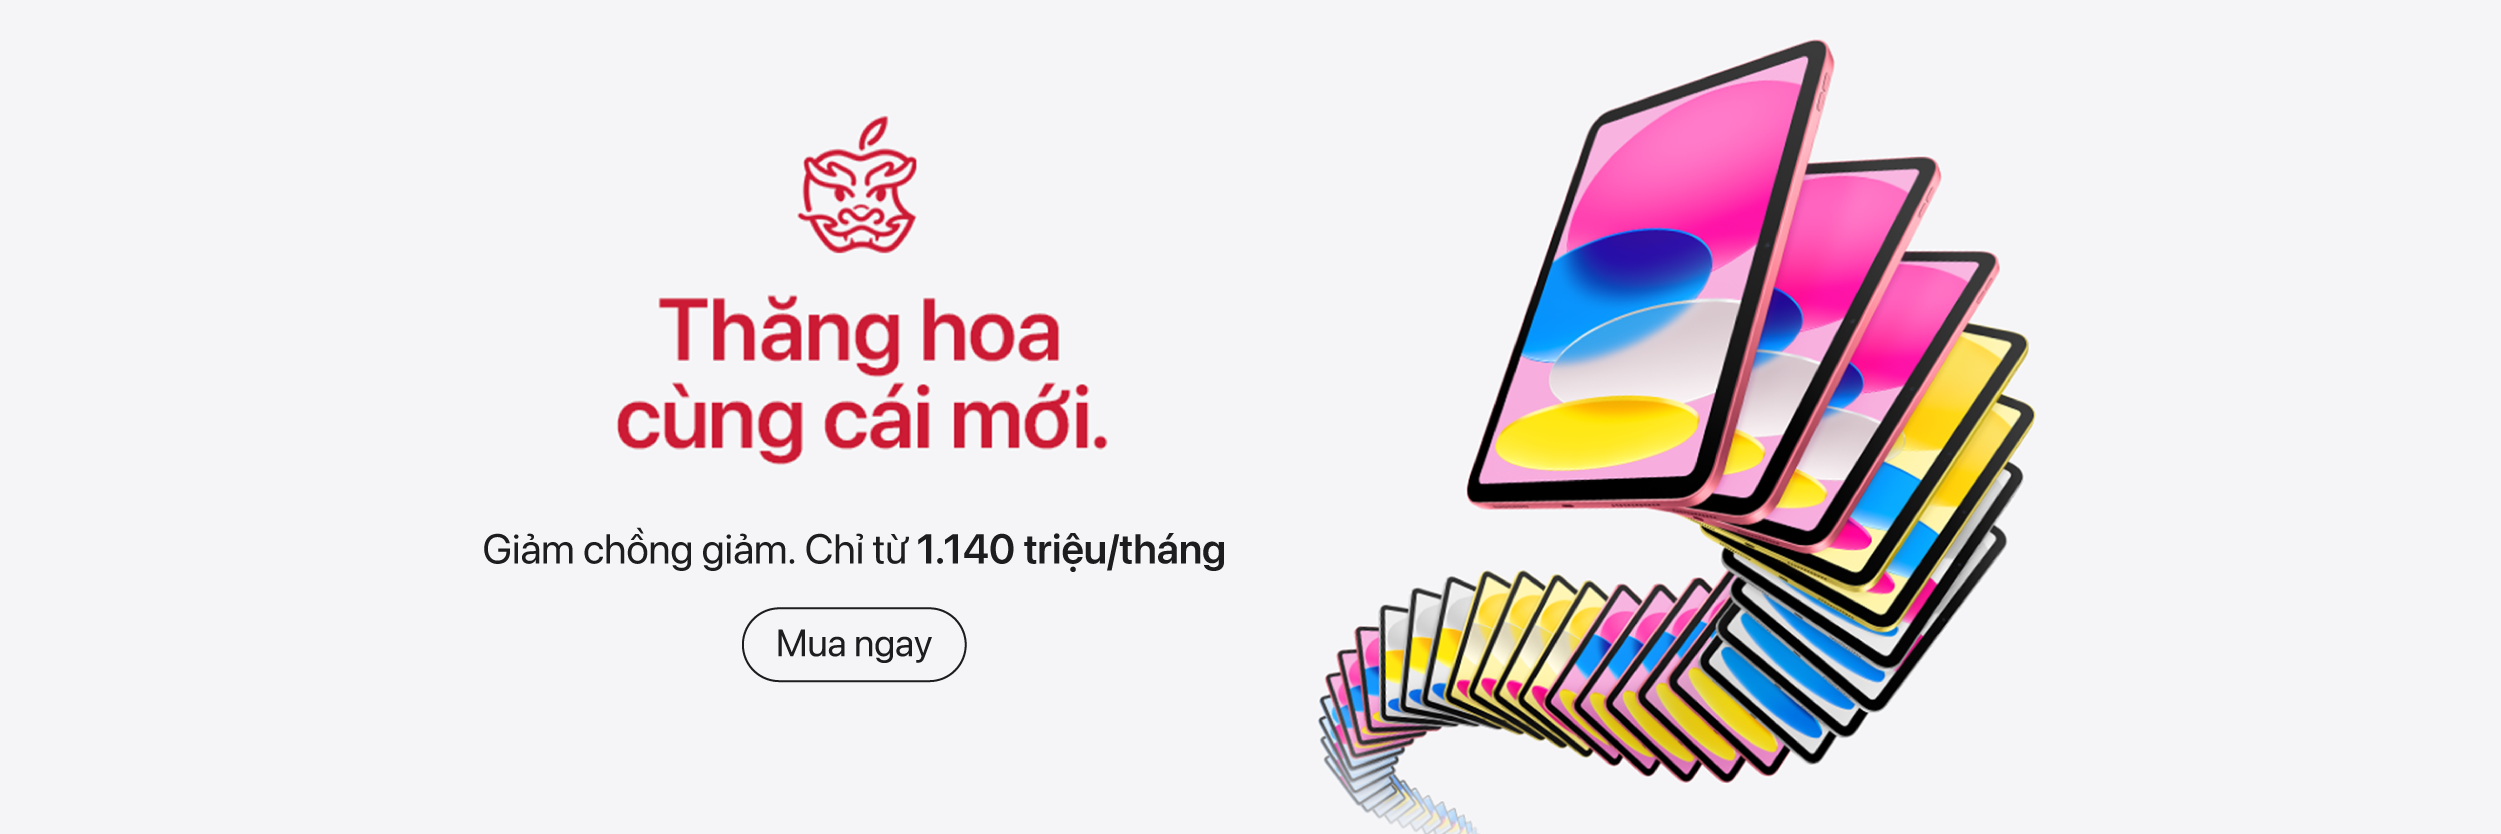 Thăng hoa
cùng cái mới.
Giảm chồng giảm. Chỉ từ 1.140 triệu/tháng
Mua ngay